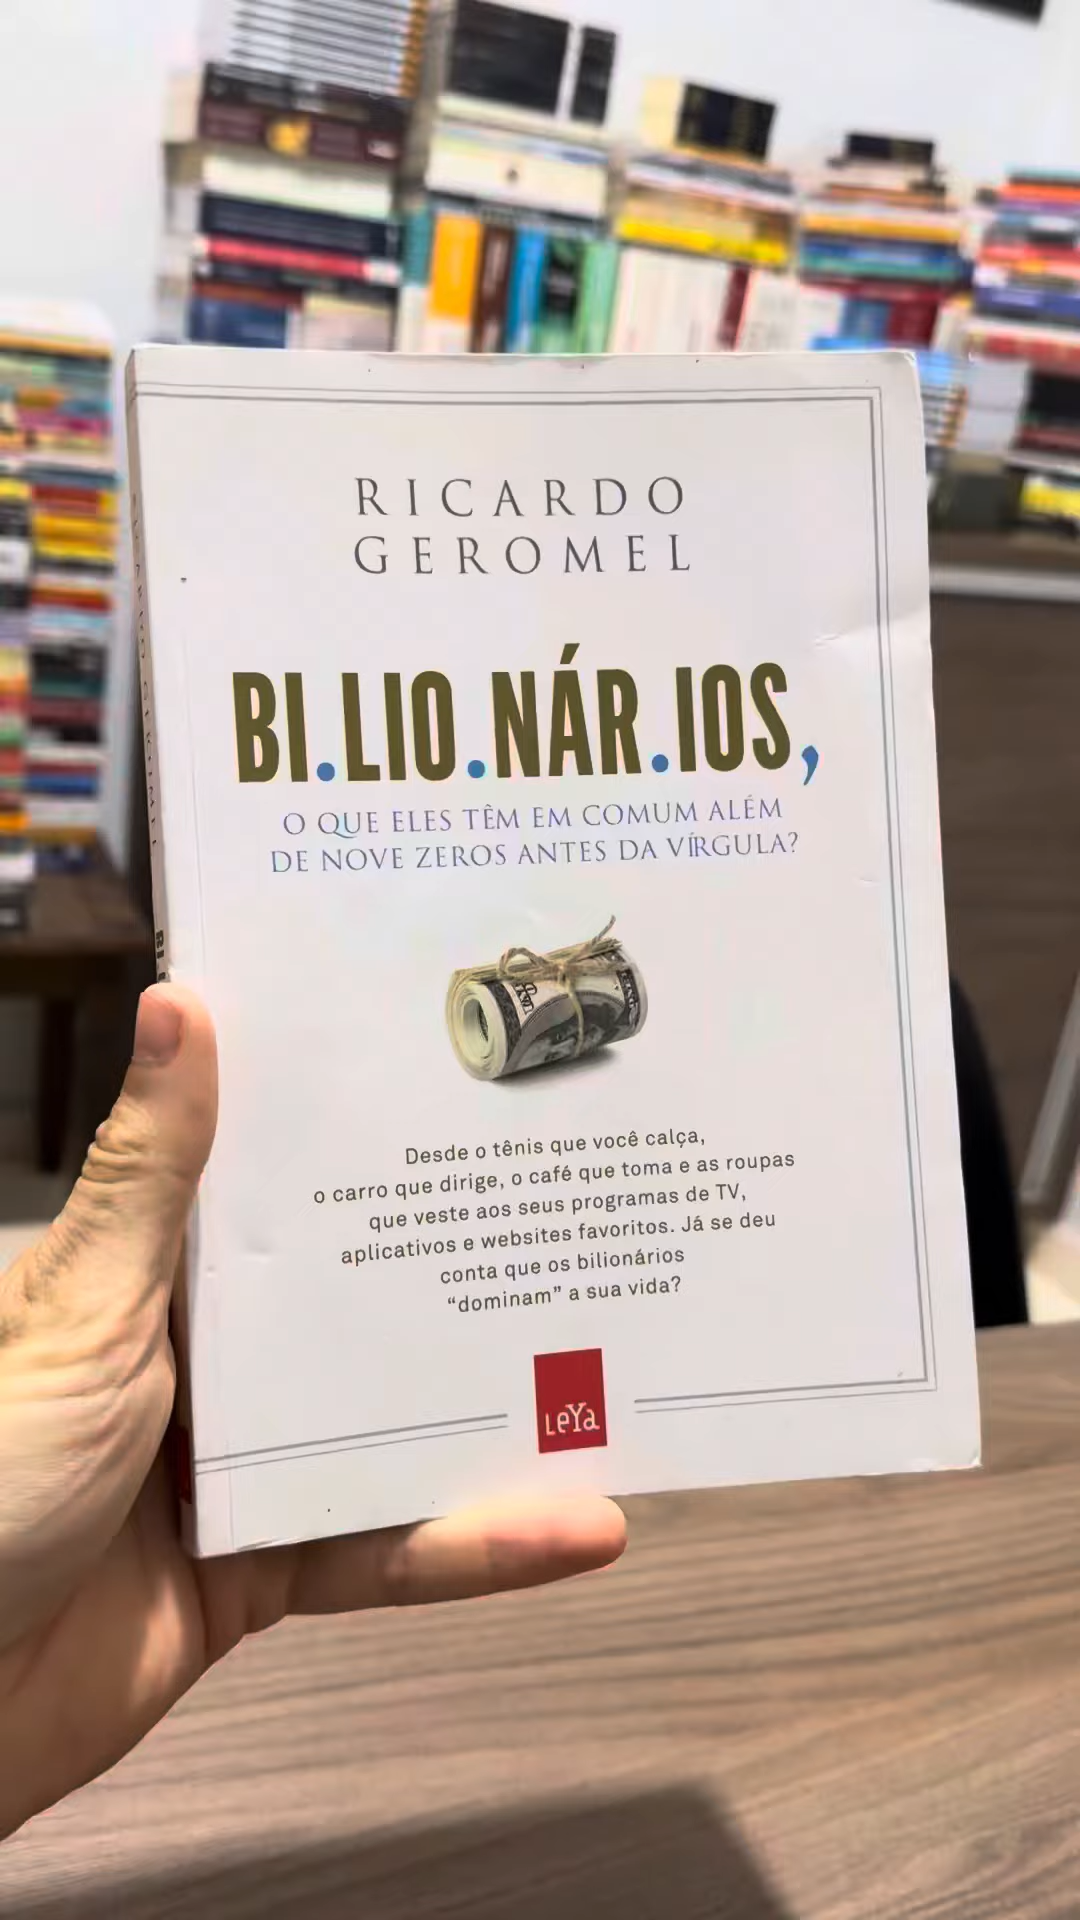 RICARDO
GEROMEL
BI.LIO.NÁR.IOS,
O QUE ELES TÊM EM COMUM ALÉM
DE NOVE ZEROS ANTES DA VÍRGULA?
Desde o tênis que você calça,
o carro que dirige, o café que toma e as roupas
que veste aos seus programas de TV,
aplicativos e websites favoritos. Já se deu
conta que os bilionários
“dominam” a sua vida?
LeYa